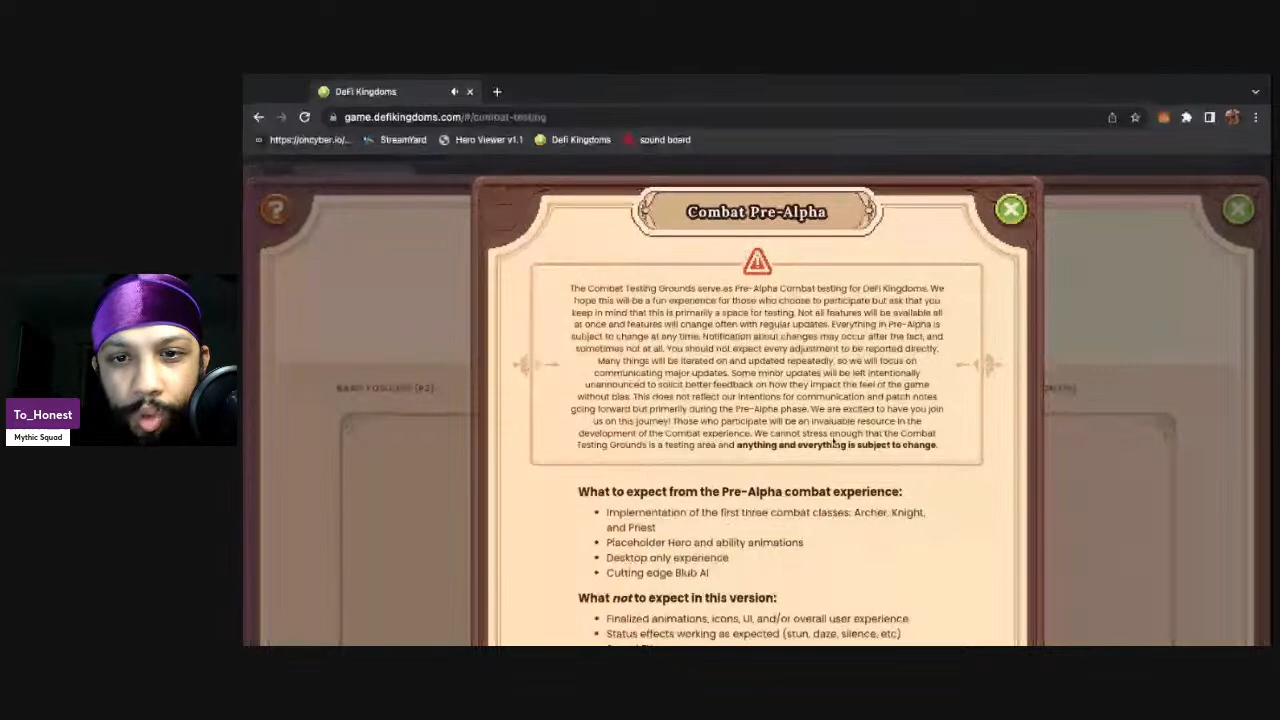 DeFi Kingdoms
game.defikingdoms.com/#/combat-testing
https://oncyber.io/... StreamYard Hero Viewer v1.1 Defi Kingdoms sound board
Combat Pre-Alpha
The Combat Testing Grounds serve as Pre-Alpha Combat testing for DeFi Kingdoms. We
hope this will be a fun experience for those who choose to participate but ask that you
keep in mind that this is primarily a space for testing. Not all features will be available all
at once and features will change often with regular updates. Everything in Pre-Alpha is
subject to change at any time. Notification about changes may occur after the fact, and
sometimes not at all. You should not expect every adjustment to be reported directly.
Many things will be iterated on and updated repeatedly, so we will focus on
communicating major updates. Some minor updates will be left intentionally
unannounced to solicit better feedback on how they impact the feel of the game
without bias. This does not reflect our intentions for communication and patch notes
going forward but primarily during the Pre-Alpha phase. We are excited to have you join
us on this journey! Those who participate will be an invaluable resource in the
development of the Combat experience. We cannot stress enough that the Combat
Testing Grounds is a testing area and anything and everything is subject to change.
What to expect from the Pre-Alpha combat experience:
• Implementation of the first three combat classes: Archer, Knight,
and Priest
• Placeholder Hero and ability animations
• Desktop only experience
• Cutting edge Blub AI
What not to expect in this version:
• Finalized animations, icons, UI, and/or overall user experience
• Status effects working as expected (stun, daze, silence, etc)
To_Honest
Mythic Squad